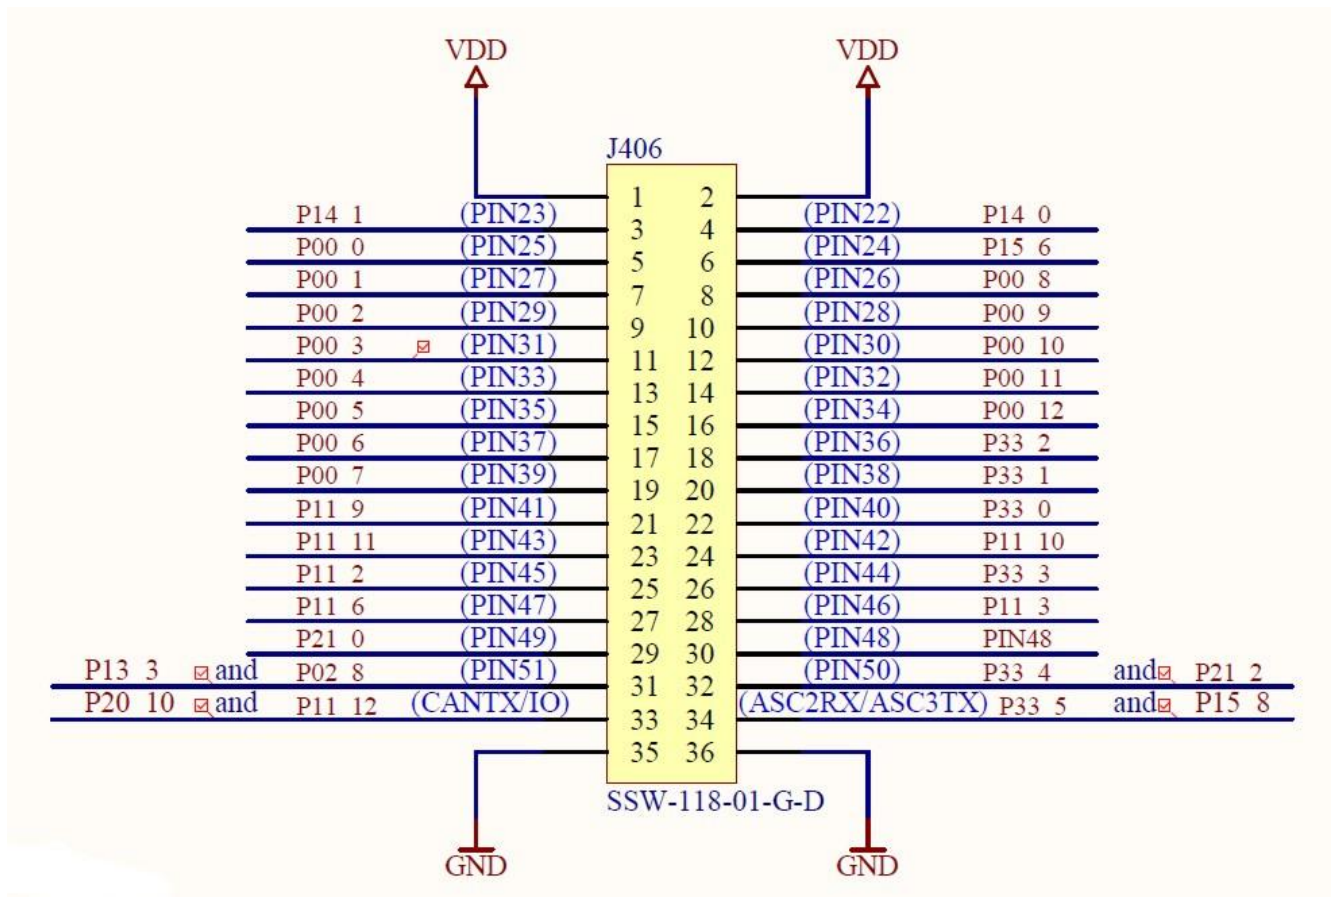 VDD VDD
J406
1 2
P14 1 (PIN23) 3 4 (PIN22) P14 0
P00 0 (PIN25) 5 6 (PIN24) P15 6
P00 1 (PIN27) 7 8 (PIN26) P00 8
P00 2 (PIN29) 9 10 (PIN28) P00 9
P00 3 (PIN31) 11 12 (PIN30) P00 10
P00 4 (PIN33) 13 14 (PIN32) P00 11
P00 5 (PIN35) 15 16 (PIN34) P00 12
P00 6 (PIN37) 17 18 (PIN36) P33 2
P00 7 (PIN39) 19 20 (PIN38) P33 1
P11 9 (PIN41) 21 22 (PIN40) P33 0
P11 11 (PIN43) 23 24 (PIN42) P11 10
P11 2 (PIN45) 25 26 (PIN44) P33 3
P11 6 (PIN47) 27 28 (PIN46) P11 3
P21 0 (PIN49) 29 30 (PIN48) PIN48
P13 3 and P02 8 (PIN51) 31 32 (PIN50) P33 4 and P21 2
P20 10 and P11 12 (CANTX/IO) 33 34 (ASC2RX/ASC3TX) P33 5 and P15 8
35 36
SSW-118-01-G-D
GND GND